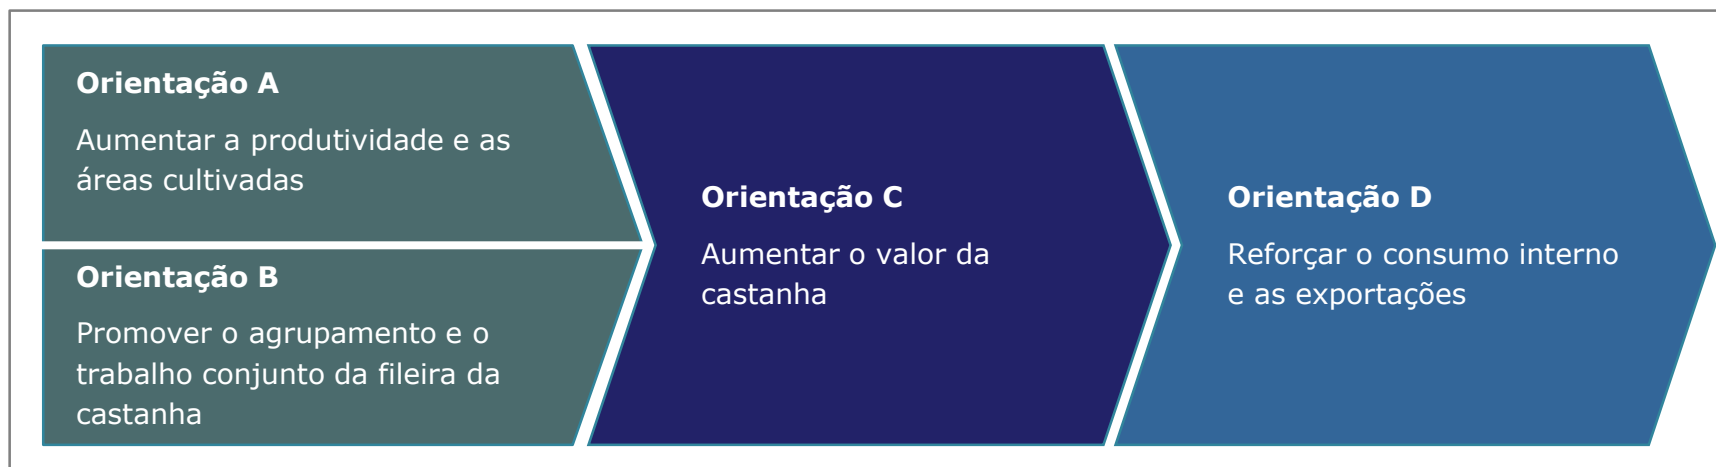 Orientação A
Aumentar a produtividade e as
áreas cultivadas
Orientação B
Promover o agrupamento e o
trabalho conjunto da fileira da
castanha
Orientação C
Aumentar o valor da
castanha
Orientação D
Reforçar o consumo interno
e as exportações